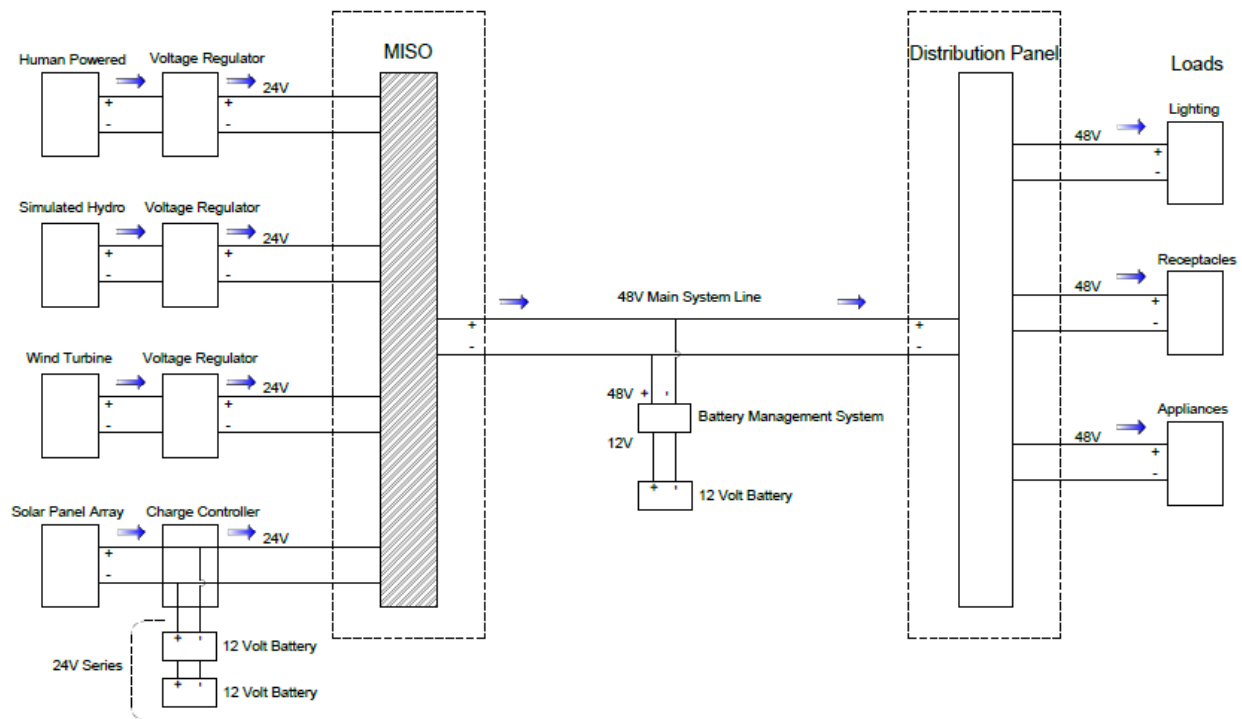 MISO
Distribution Panel
Loads
Human Powered
Voltage Regulator
24V
+ +
- -
Lighting
48V
+
-
Simulated Hydro
Voltage Regulator
24V
+ +
- -
Receptacles
48V
+
-
48V Main System Line
+ +
- -
Wind Turbine
Voltage Regulator
24V
+ +
- -
48V + -
Battery Management System
12V
+ -
12 Volt Battery
Appliances
48V
+
-
Solar Panel Array
Charge Controller
24V
+
-
24V Series
+ -
12 Volt Battery
+ -
12 Volt Battery